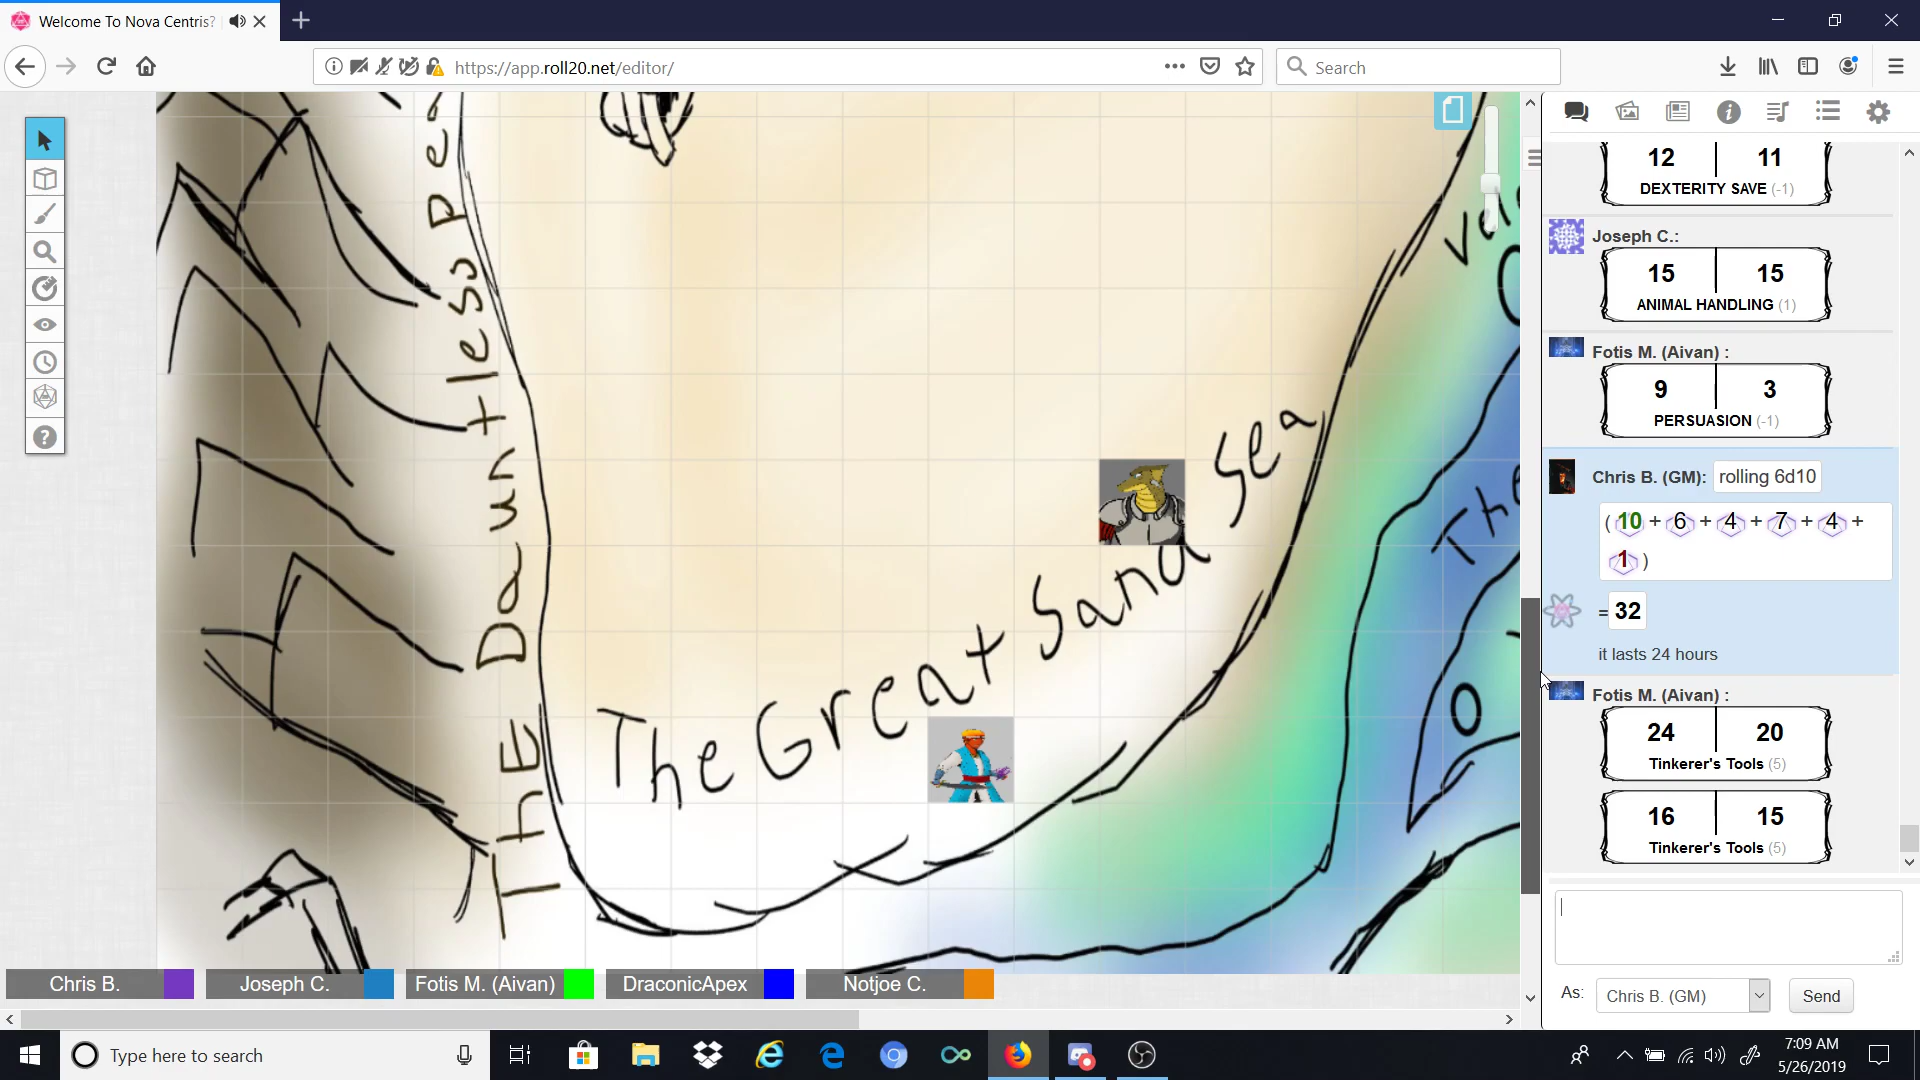 Welcome To Nova Centris?
https://app.roll20.net/editor/
Search
12 11
DEXTERITY SAVE (-1)
Joseph C.:
15 15
ANIMAL HANDLING (1)
Fotis M. (Aivan) :
9 3
PERSUASION (-1)
Chris B. (GM): rolling 6d10
(10+6+4+7+4+
1)
=32
it lasts 24 hours
Fotis M. (Aivan) :
24 20
Tinkerer's Tools (5)
16 15
Tinkerer's Tools (5)
As: Chris B. (GM) Send
ThE Dauntless
The Great Sand Sea
The
Chris B. Joseph C. Fotis M. (Aivan) DraconicApex Notjoe C.
Type here to search
7:09 AM
5/26/2019